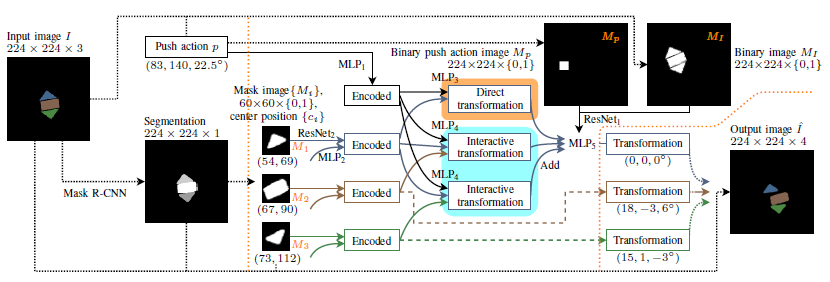 Input image I
224 × 224 × 3
Push action p
(83, 140, 22.5°)
MLP₁
Binary push action image Mₚ
224×224×{0,1}
Mₚ
M_I
Binary image M_I
224×224×{0,1}
Mask image{Mᵢ},
60×60×{0,1},
center position {cᵢ}
Segmentation
224 × 224 × 1
Mask R-CNN
ResNet₂
MLP₂
M₁
(54, 69)
M₂
(67, 90)
M₃
(73, 112)
Encoded
Encoded
Encoded
Encoded
MLP₃
Direct
transformation
MLP₄
Interactive
transformation
MLP₄
Interactive
transformation
Add
MLP₅
ResNet₁
Transformation
(0, 0, 0°)
Transformation
(18, −3, 6°)
Transformation
(15, 1, −3°)
Output image Î
224 × 224 × 4